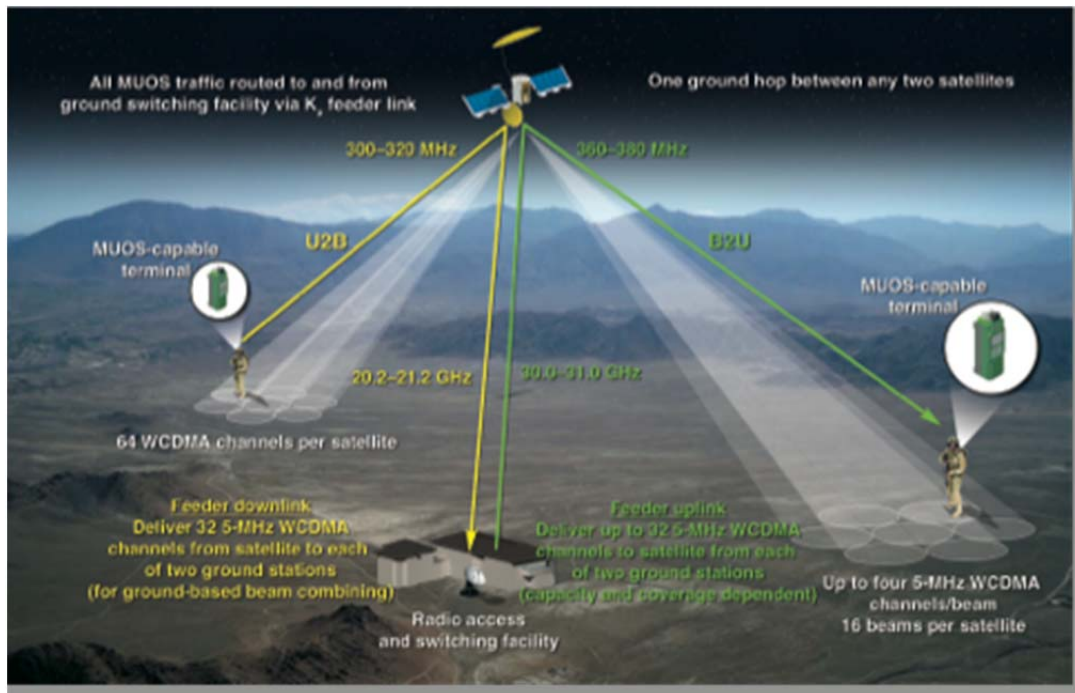 All MUOS traffic routed to and from
ground switching facility via Ka feeder link
One ground hop between any two satellites
300–320 MHz
360–380 MHz
U2B
B2U
MUOS-capable
terminal
MUOS-capable
terminal
20.2–21.2 GHz
30.0–31.0 GHz
64 WCDMA channels per satellite
Feeder downlink
Deliver 32 5-MHz WCDMA
channels from satellite to each
of two ground stations
(for ground-based beam combining)
Feeder uplink
Deliver up to 32 5-MHz WCDMA
channels to satellite from each
of two ground stations
(capacity and coverage dependent)
Radio access
and switching facility
Up to four 5-MHz WCDMA
channels/beam
16 beams per satellite